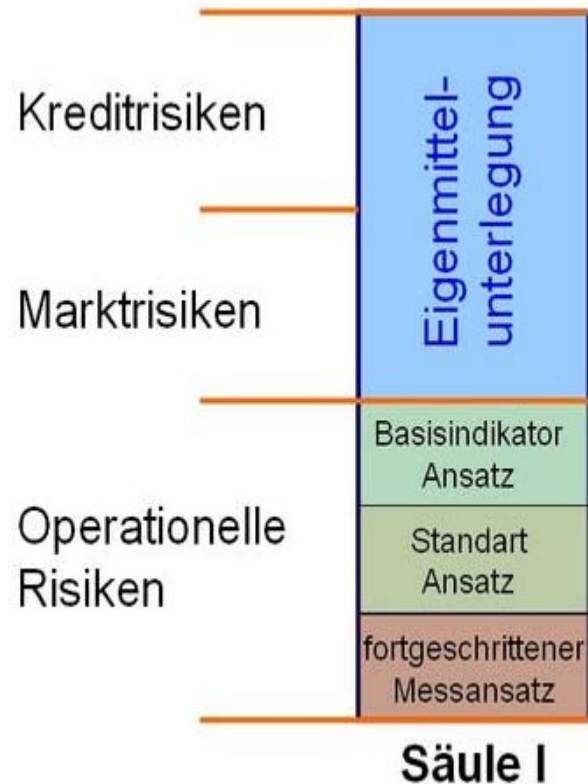 Kreditrisiken
Marktrisiken
Operationelle
Risiken
Eigenmittel-
unterlegung
Basisindikator
Ansatz
Standart
Ansatz
fortgeschrittener
Messansatz
Säule I